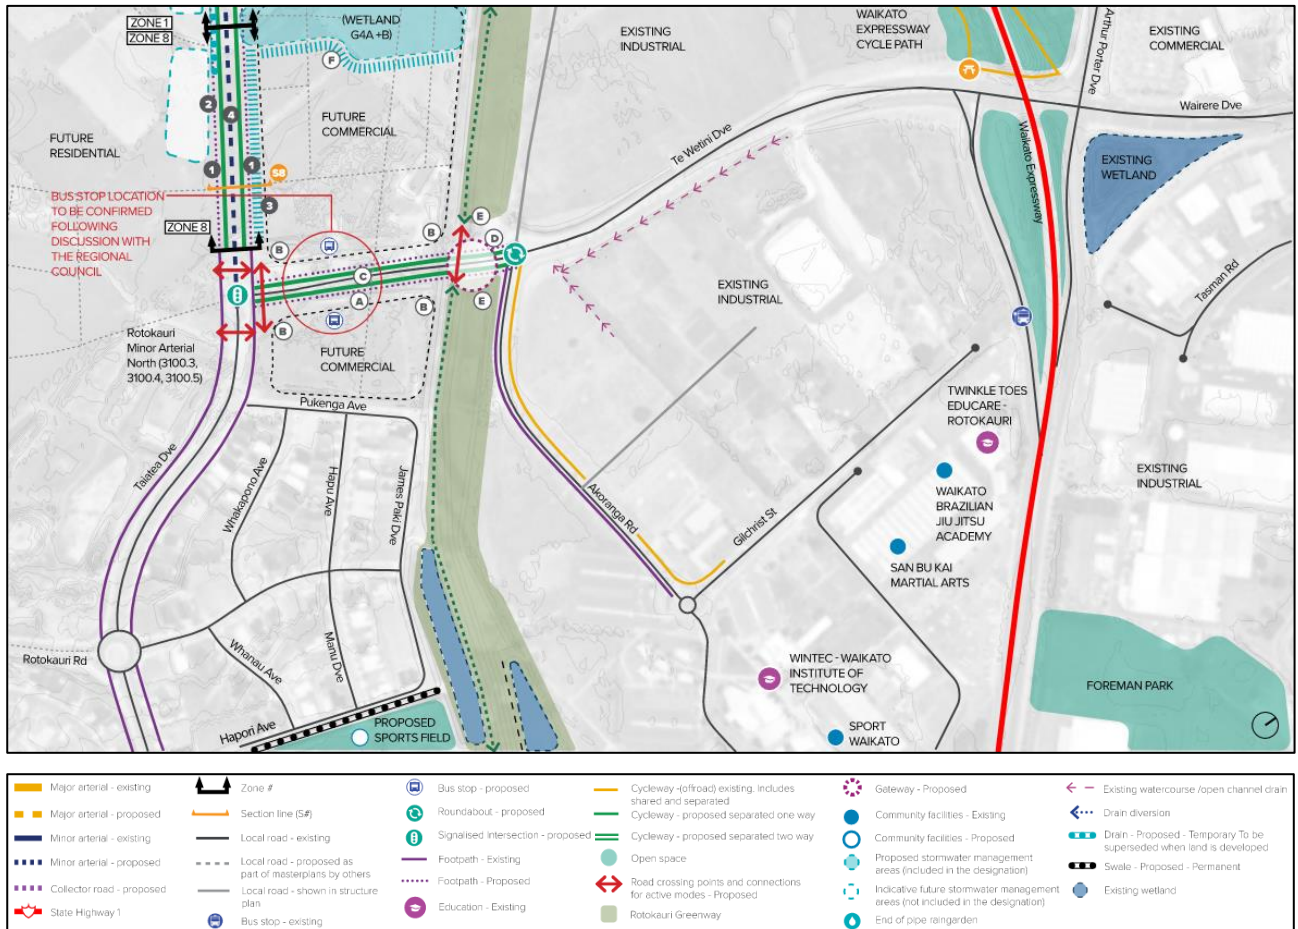 ZONE 1
ZONE 8
(WETLAND
G4A +B)
F
EXISTING
INDUSTRIAL
WAIKATO
EXPRESSWAY
CYCLE PATH
Arthur Porter Dve
EXISTING
COMMERCIAL
Wairere Dve
2
4
FUTURE
RESIDENTIAL
FUTURE
COMMERCIAL
Te Wetini Dve
Waikato Expressway
EXISTING
WETLAND
1
1
S8
3
BUS STOP LOCATION
TO BE CONFIRMED
FOLLOWING
DISCUSSION WITH
THE REGIONAL
COUNCIL
ZONE 8
B
B
E
D
C
A
B
B
E
EXISTING
INDUSTRIAL
Tasman Rd
Rotokauri
Minor Arterial
North (3100.3,
3100.4, 3100.5)
FUTURE
COMMERCIAL
Pukenga Ave
Taiatea Dve
Whakapono Ave
Hapu Ave
James Paki Dve
Akoranga Rd
Gilchrist St
TWINKLE TOES
EDUCARE -
ROTOKAURI
WAIKATO
BRAZILIAN
JIU JITSU
ACADEMY
SAN BU KAI
MARTIAL ARTS
EXISTING
INDUSTRIAL
Rotokauri Rd
Whanau Ave
Manu Dve
Hapori Ave
PROPOSED
SPORTS FIELD
WINTEC - WAIKATO
INSTITUTE OF
TECHNOLOGY
SPORT
WAIKATO
FOREMAN PARK
Major arterial - existing
Major arterial - proposed
Minor arterial - existing
Minor arterial - proposed
Collector road - proposed
State Highway 1
Zone #
Section line (S#)
Local road - existing
Local road - proposed as
part of masterplans by others
Local road - shown in structure
plan
Bus stop - existing
Bus stop - proposed
Roundabout - proposed
Signalised intersection - proposed
Footpath - Existing
Footpath - Proposed
Education - Existing
Cycleway -(offroad) existing. Includes
shared and separated
Cycleway - proposed separated one way
Cycleway - proposed separated two way
Open space
Road crossing points and connections
for active modes - Proposed
Rotokauri Greenway
Gateway - Proposed
Community facilities - Existing
Community facilities - Proposed
Proposed stormwater management
areas (included in the designation)
Indicative future stormwater management
areas (not included in the designation)
End of pipe raingarden
Existing watercourse /open channel drain
Drain diversion
Drain - Proposed - Temporary To be
superseded when land is developed
Swale - Proposed - Permanent
Existing wetland